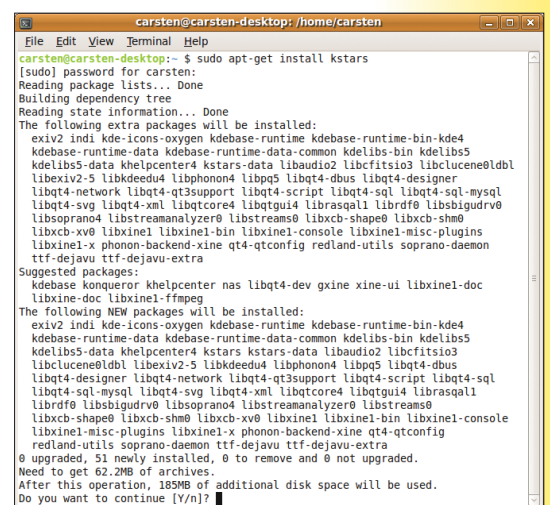 carsten@carsten-desktop: /home/carsten
File Edit View Terminal Help
carsten@carsten-desktop:~ $ sudo apt-get install kstars
[sudo] password for carsten:
Reading package lists... Done
Building dependency tree
Reading state information... Done
The following extra packages will be installed:
  exiv2 indi kde-icons-oxygen kdebase-runtime kdebase-runtime-bin-kde4
  kdebase-runtime-data kdebase-runtime-data-common kdelibs-bin kdelibs5
  kdelibs5-data khelpcenter4 kstars-data libaudio2 libcfitsio3 libclucene0ldbl
  libexiv2-5 libkdeedu4 libphonon4 libpq5 libqt4-dbus libqt4-designer
  libqt4-network libqt4-qt3support libqt4-script libqt4-sql libqt4-sql-mysql
  libqt4-svg libqt4-xml libqtcore4 libqtgui4 librasqal1 librdf0 libsbigudrv0
  libsoprano4 libstreamanalyzer0 libstreams0 libxcb-shape0 libxcb-shm0
  libxcb-xv0 libxine1 libxine1-bin libxine1-console libxine1-misc-plugins
  libxine1-x phonon-backend-xine qt4-qtconfig redland-utils soprano-daemon
  ttf-dejavu ttf-dejavu-extra
Suggested packages:
  kdebase konqueror khelpcenter nas libqt4-dev gxine xine-ui libxine1-doc
  libxine-doc libxine1-ffmpeg
The following NEW packages will be installed:
  exiv2 indi kde-icons-oxygen kdebase-runtime kdebase-runtime-bin-kde4
  kdebase-runtime-data kdebase-runtime-data-common kdelibs-bin kdelibs5
  kdelibs5-data khelpcenter4 kstars kstars-data libaudio2 libcfitsio3
  libclucene0ldbl libexiv2-5 libkdeedu4 libphonon4 libpq5 libqt4-dbus
  libqt4-designer libqt4-network libqt4-qt3support libqt4-script libqt4-sql
  libqt4-sql-mysql libqt4-svg libqt4-xml libqtcore4 libqtgui4 librasqal1
  librdf0 libsbigudrv0 libsoprano4 libstreamanalyzer0 libstreams0
  libxcb-shape0 libxcb-shm0 libxcb-xv0 libxine1 libxine1-bin libxine1-console
  libxine1-misc-plugins libxine1-x phonon-backend-xine qt4-qtconfig
  redland-utils soprano-daemon ttf-dejavu ttf-dejavu-extra
0 upgraded, 51 newly installed, 0 to remove and 0 not upgraded.
Need to get 62.2MB of archives.
After this operation, 185MB of additional disk space will be used.
Do you want to continue [Y/n]?